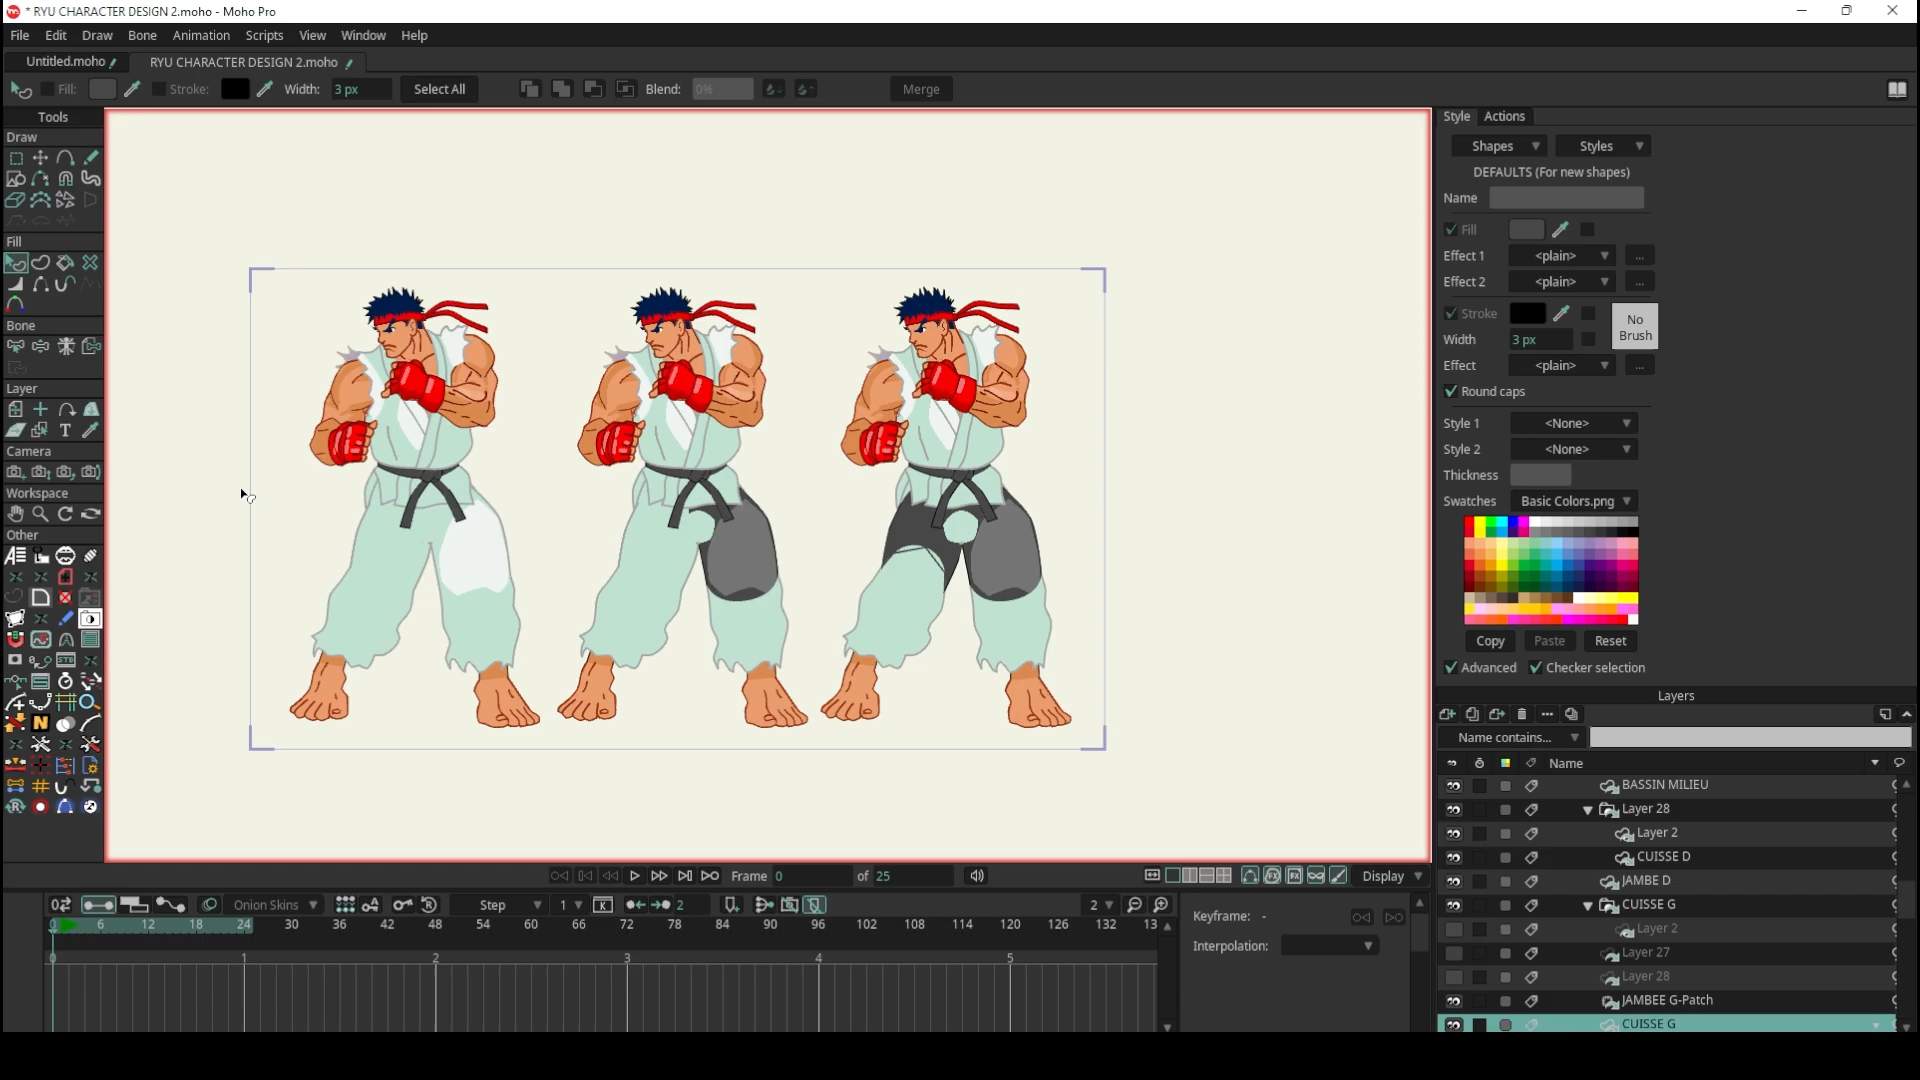 * RYU CHARACTER DESIGN 2.moho - Moho Pro
File Edit Draw Bone Animation Scripts View Window Help
Untitled.moho RYU CHARACTER DESIGN 2.moho
Fill: Stroke: Width: 3 px Select All Blend: 0% Merge
Tools
Draw
Fill
Bone
Layer
Camera
Workspace
Other
Style Actions
Shapes Styles
DEFAULTS (For new shapes)
Name
Fill
Effect 1 <plain> ...
Effect 2 <plain> ...
Stroke
No Brush
Width 3 px
Effect <plain> ...
Round caps
Style 1 <None>
Style 2 <None>
Thickness
Swatches Basic Colors.png
Copy Paste Reset
Advanced Checker selection
Layers
Name contains...
Name
BASSIN MILIEU
Layer 28
Layer 2
CUISSE D
JAMBE D
CUISSE G
Layer 2
Layer 27
Layer 28
JAMBEE G-Patch
CUISSE G
Frame 0 of 25 Display
Onion Skins Step 1 2 2
0 6 12 18 24 30 36 42 48 54 60 66 72 78 84 90 96 102 108 114 120 126 132 13
0 1 2 3 4 5
Keyframe: -
Interpolation: